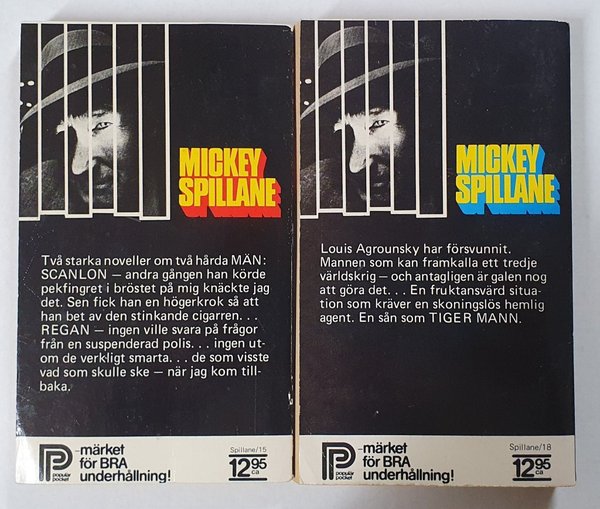 MICKEY
SPILLANE
Två starka noveller om två hårda MÄN:
SCANLON — andra gången han körde
pekfingret i bröstet på mig knäckte jag
det. Sen fick han en högerkrok så att
han bet av den stinkande cigarren. . .
REGAN — ingen ville svara på frågor
från en suspenderad polis. . . ingen ut-
om de verkligt smarta. . . de som visste
vad som skulle ske — när jag kom till-
baka.
P
popular
pocket
-märket
för BRA
underhållning!
Spillane/15
12 95
ca
MICKEY
SPILLANE
Louis Agrounsky har försvunnit.
Mannen som kan framkalla ett tredje
världskrig — och antagligen är galen nog
att göra det. . . En fruktansvärd situa-
tion som kräver en skoningslös hemlig
agent. En sån som TIGER MANN.
P
popular
pocket
-märket
för BRA
underhållning!
Spillane/18
12 95
ca